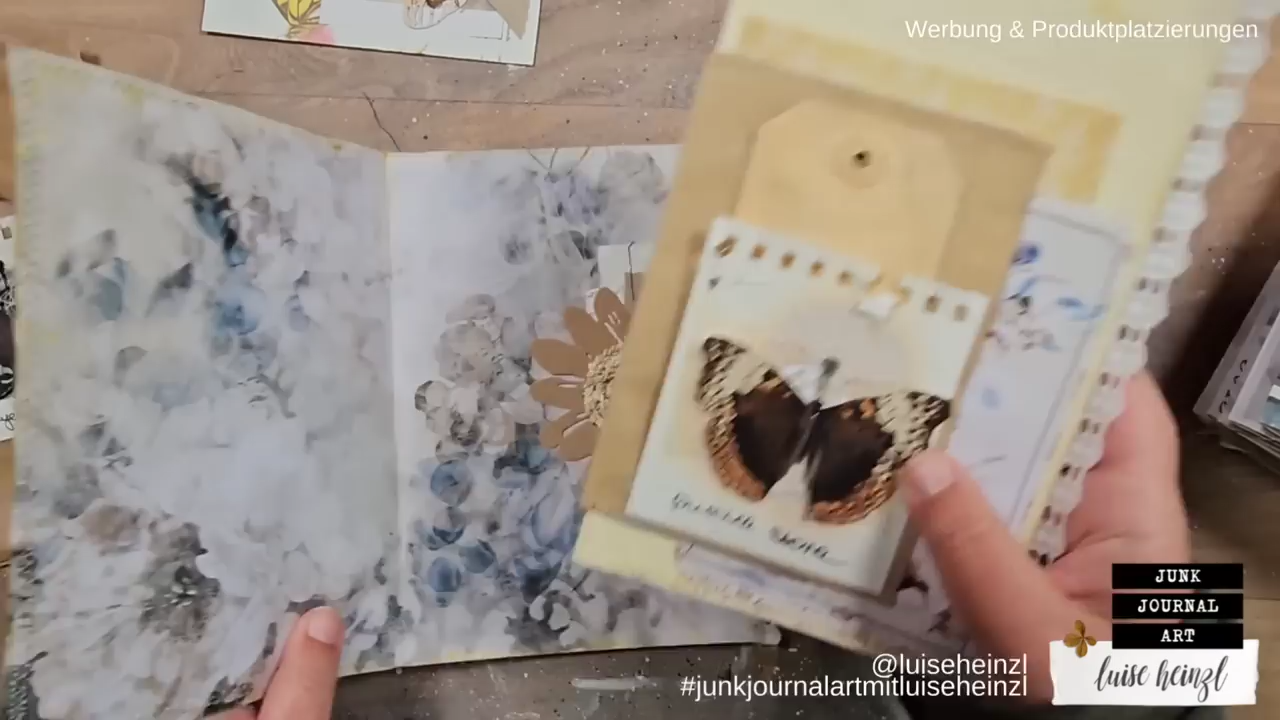 Werbung & Produktplatzierungen
@luiseheinzl
#junkjournalartmitluiseheinzl
JUNK
JOURNAL
ART
luise heinzl